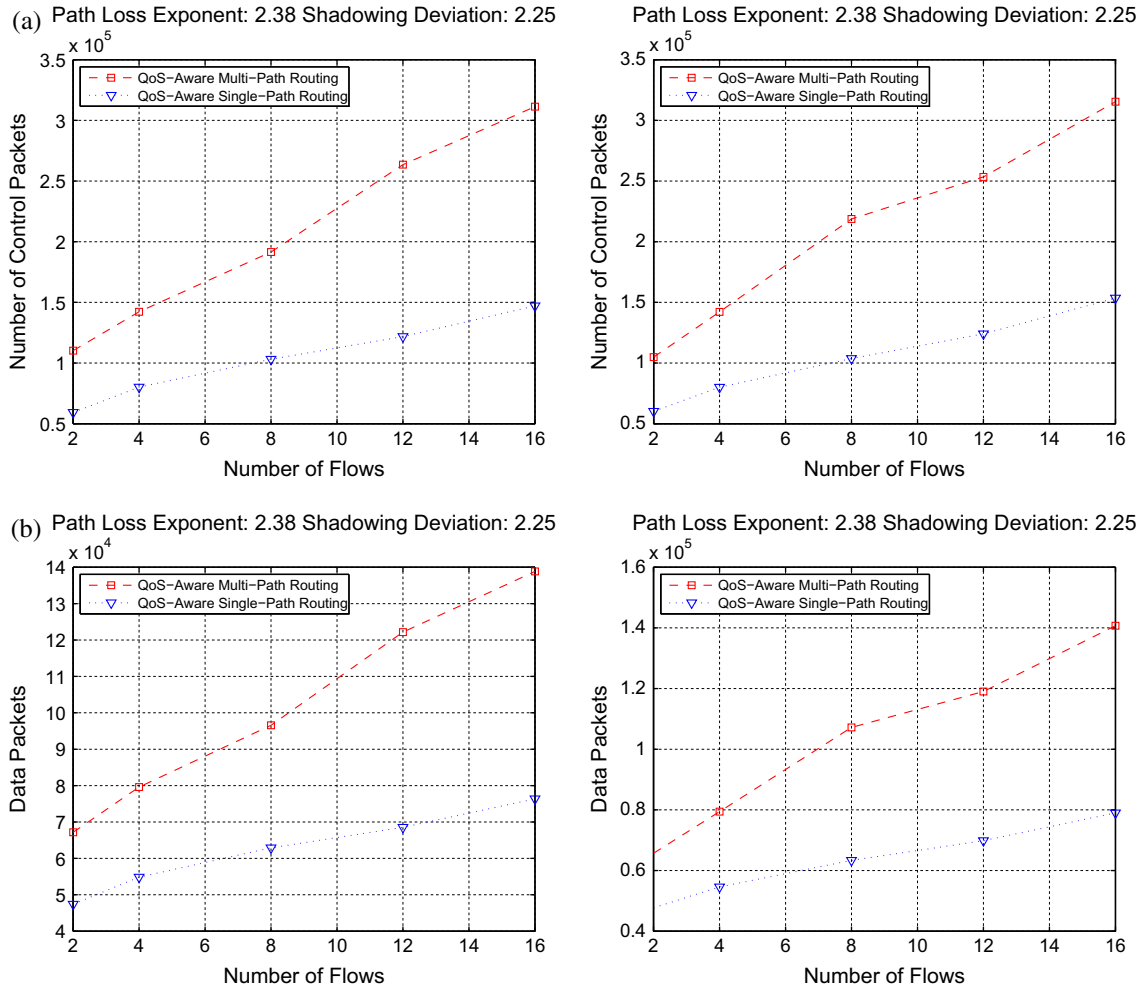 (a)
Path Loss Exponent: 2.38 Shadowing Deviation: 2.25
x 10^5
3.5
3
2.5
2
1.5
1
0.5
Number of Control Packets
QoS-Aware Multi-Path Routing
QoS-Aware Single-Path Routing
2 4 6 8 10 12 14 16
Number of Flows
Path Loss Exponent: 2.38 Shadowing Deviation: 2.25
x 10^5
3.5
3
2.5
2
1.5
1
0.5
Number of Control Packets
QoS-Aware Multi-Path Routing
QoS-Aware Single-Path Routing
2 4 6 8 10 12 14 16
Number of Flows
(b)
Path Loss Exponent: 2.38 Shadowing Deviation: 2.25
x 10^4
14
13
12
11
10
9
8
7
6
5
4
Data Packets
QoS-Aware Multi-Path Routing
QoS-Aware Single-Path Routing
2 4 6 8 10 12 14 16
Number of Flows
Path Loss Exponent: 2.38 Shadowing Deviation: 2.25
x 10^5
1.6
1.4
1.2
1
0.8
0.6
0.4
Data Packets
QoS-Aware Multi-Path Routing
QoS-Aware Single-Path Routing
2 4 6 8 10 12 14 16
Number of Flows